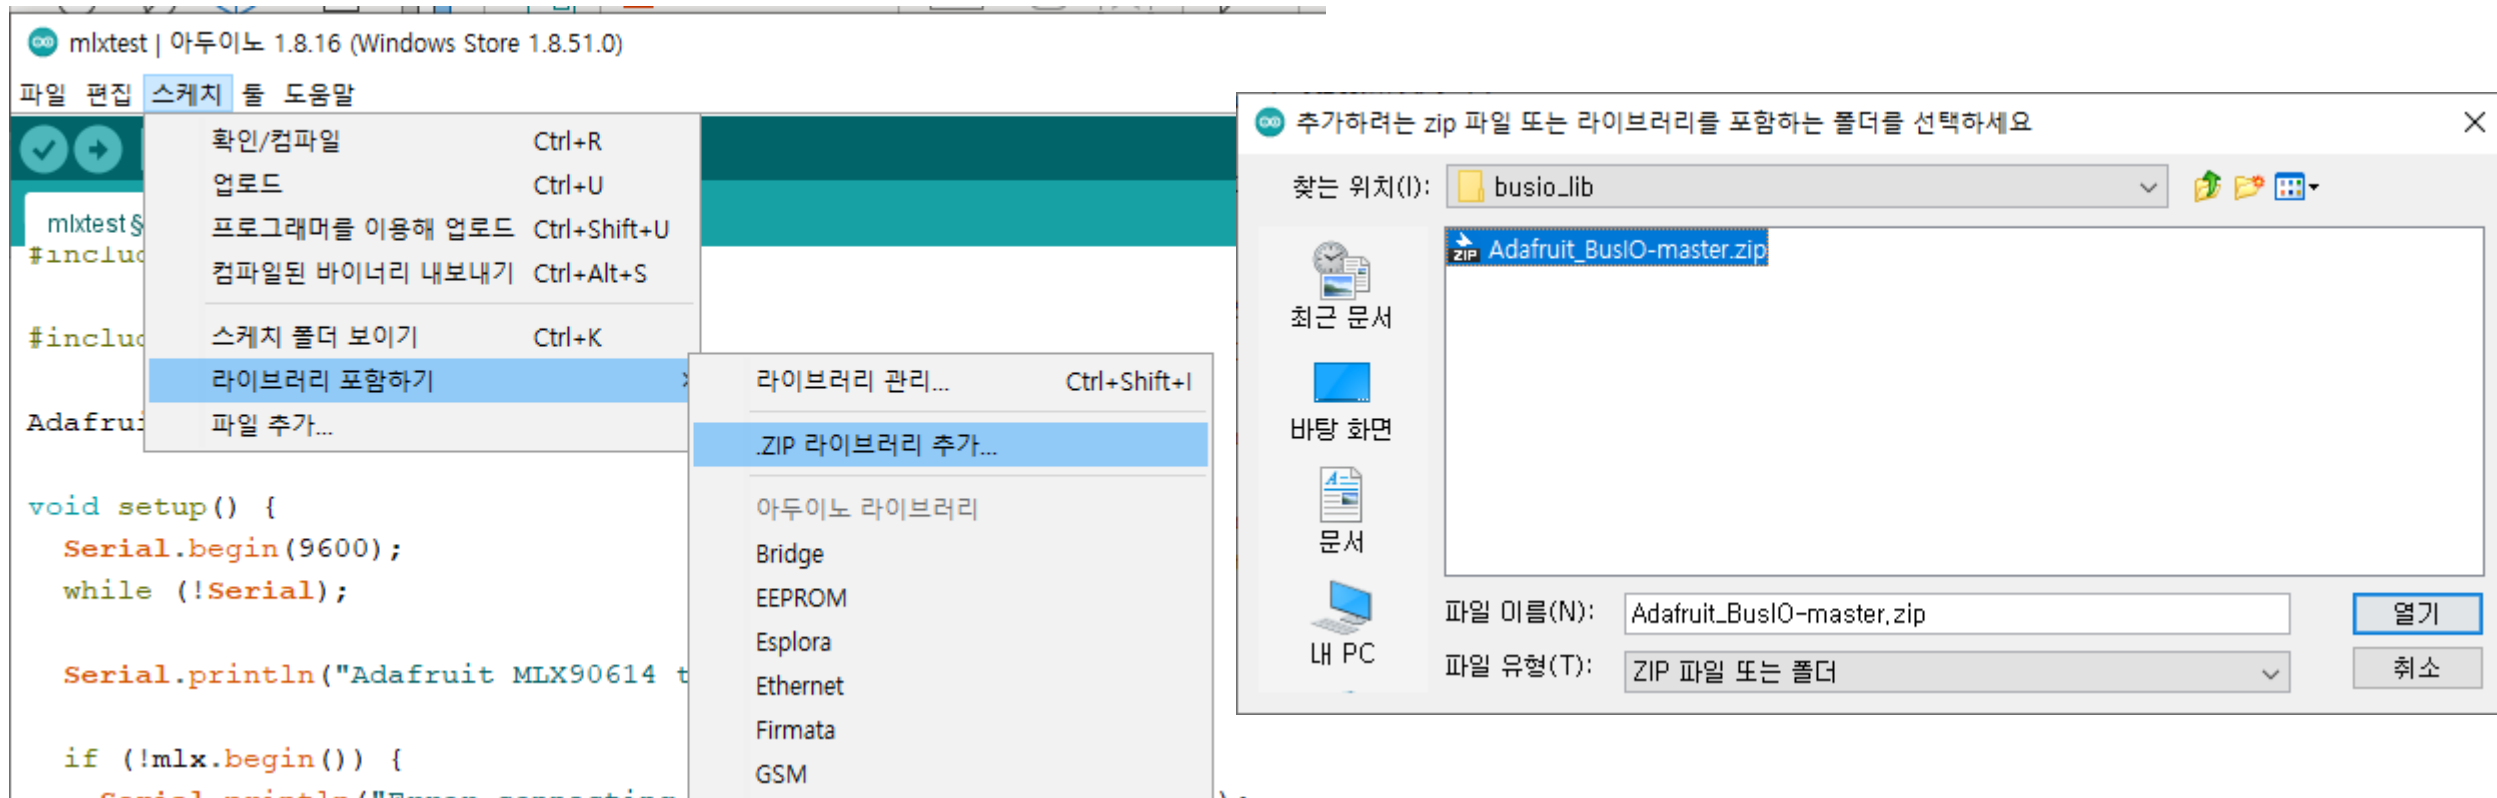 mlxtest | 아두이노 1.8.16 (Windows Store 1.8.51.0)
파일 편집 스케치 툴 도움말
확인/컴파일 Ctrl+R
업로드 Ctrl+U
프로그래머를 이용해 업로드 Ctrl+Shift+U
컴파일된 바이너리 내보내기 Ctrl+Alt+S
스케치 폴더 보이기 Ctrl+K
라이브러리 포함하기
파일 추가...
라이브러리 관리... Ctrl+Shift+I
.ZIP 라이브러리 추가...
아두이노 라이브러리
Bridge
EEPROM
Esplora
Ethernet
Firmata
GSM
mlxtest §
#includ
#includ
Adafrui
void setup() {
Serial.begin(9600);
while (!Serial);
Serial.println("Adafruit MLX90614 t
if (!mlx.begin()) {
Serial.println("Error connecting
);
추가하려는 zip 파일 또는 라이브러리를 포함하는 폴더를 선택하세요
찾는 위치(I): busio_lib
ZIP Adafruit_BusIO-master.zip
최근 문서
바탕 화면
문서
내 PC
파일 이름(N): Adafruit_BusIO-master.zip
열기
파일 유형(T): ZIP 파일 또는 폴더
취소